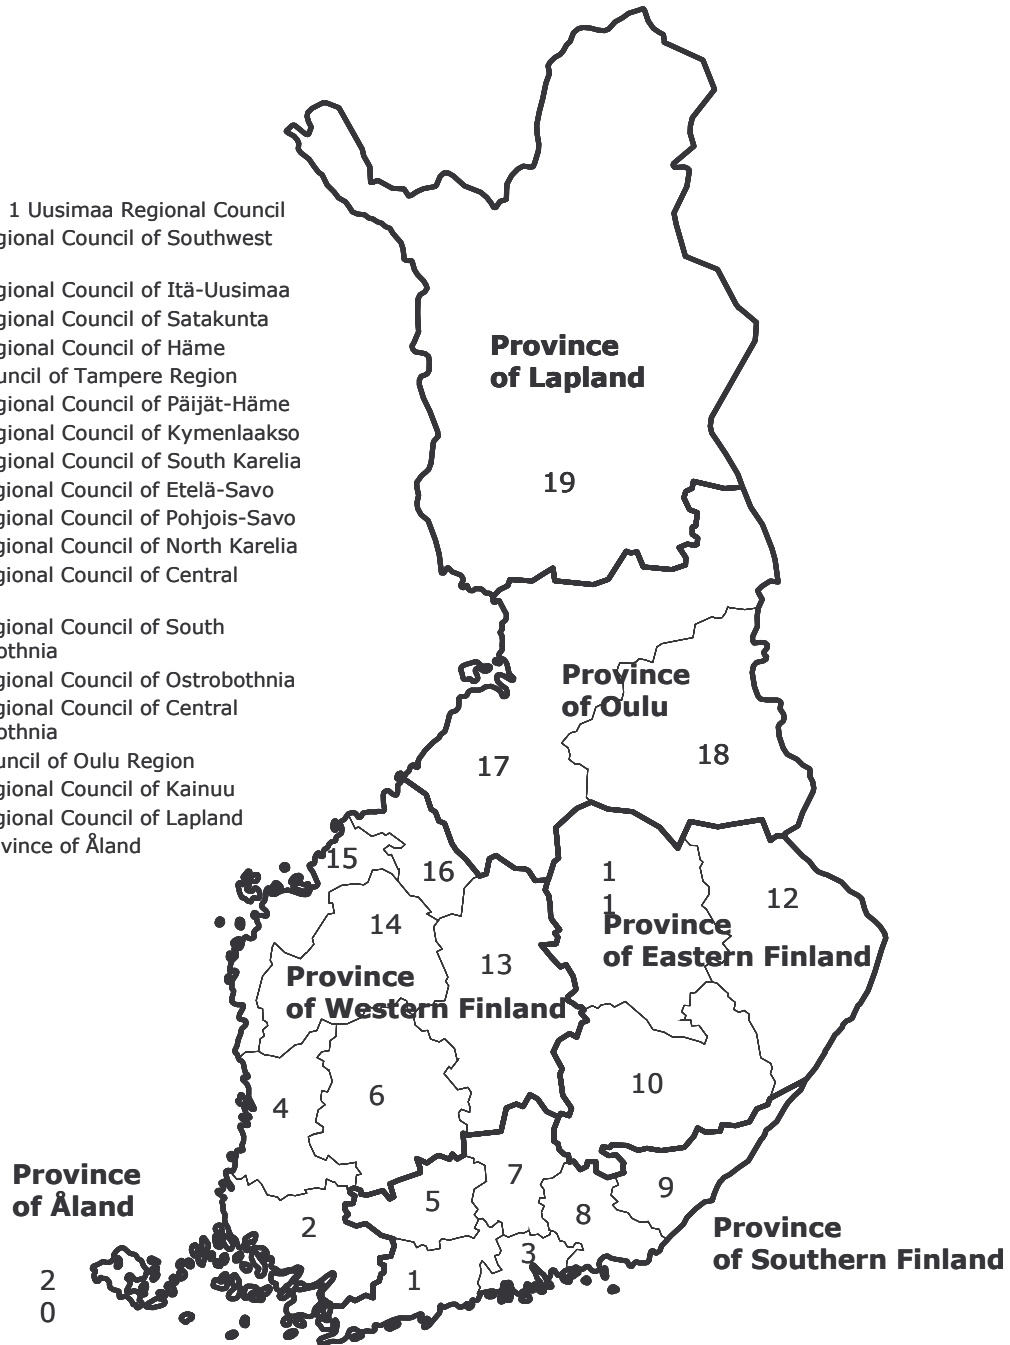 1 Uusimaa Regional Council
gional Council of Southwest
gional Council of Itä-Uusimaa
gional Council of Satakunta
gional Council of Häme
uncil of Tampere Region
gional Council of Päijät-Häme
gional Council of Kymenlaakso
gional Council of South Karelia
gional Council of Etelä-Savo
gional Council of Pohjois-Savo
gional Council of North Karelia
gional Council of Central
gional Council of South
othnia
gional Council of Ostrobothnia
gional Council of Central
othnia
uncil of Oulu Region
gional Council of Kainuu
gional Council of Lapland
vince of Åland
Province
of Lapland
19
Province
of Oulu
17
18
15
16
14
13
1
1
12
Province
of Eastern Finland
Province
of Western Finland
10
4
6
Province
of Åland
2
0
7
9
5
8
2
3
1
Province
of Southern Finland